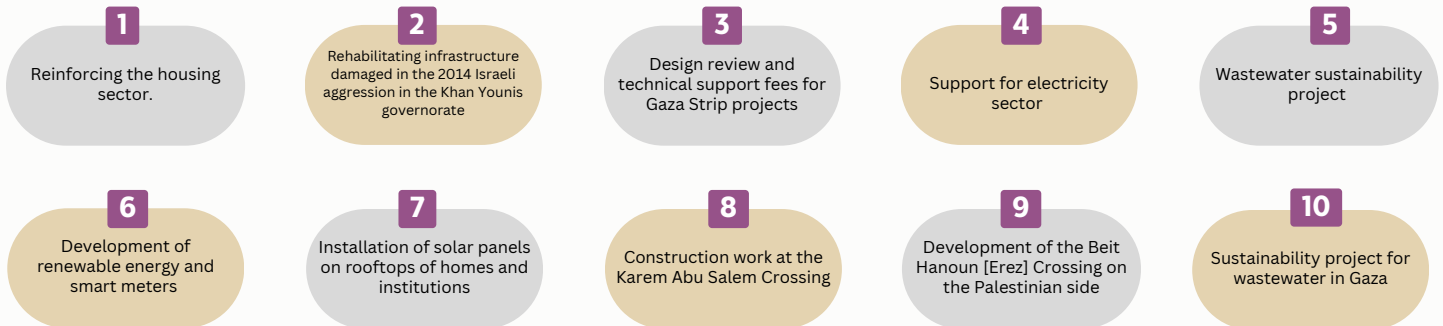 1
Reinforcing the housing
sector.
2
Rehabilitating infrastructure
damaged in the 2014 Israeli
aggression in the Khan Younis
governorate
3
Design review and
technical support fees for
Gaza Strip projects
4
Support for electricity
sector
5
Wastewater sustainability
project
6
Development of
renewable energy and
smart meters
7
Installation of solar panels
on rooftops of homes and
institutions
8
Construction work at the
Karem Abu Salem Crossing
9
Development of the Beit
Hanoun [Erez] Crossing on
the Palestinian side
10
Sustainability project for
wastewater in Gaza